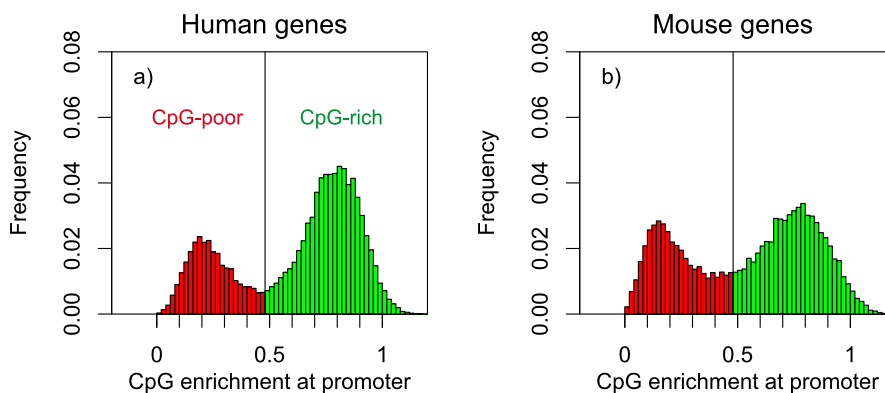 Human genes
a)
CpG-poor
CpG-rich
Frequency
0.00
0.02
0.04
0.06
0.08
0
0.5
1
CpG enrichment at promoter
Mouse genes
b)
Frequency
0.00
0.02
0.04
0.06
0.08
0
0.5
1
CpG enrichment at promoter